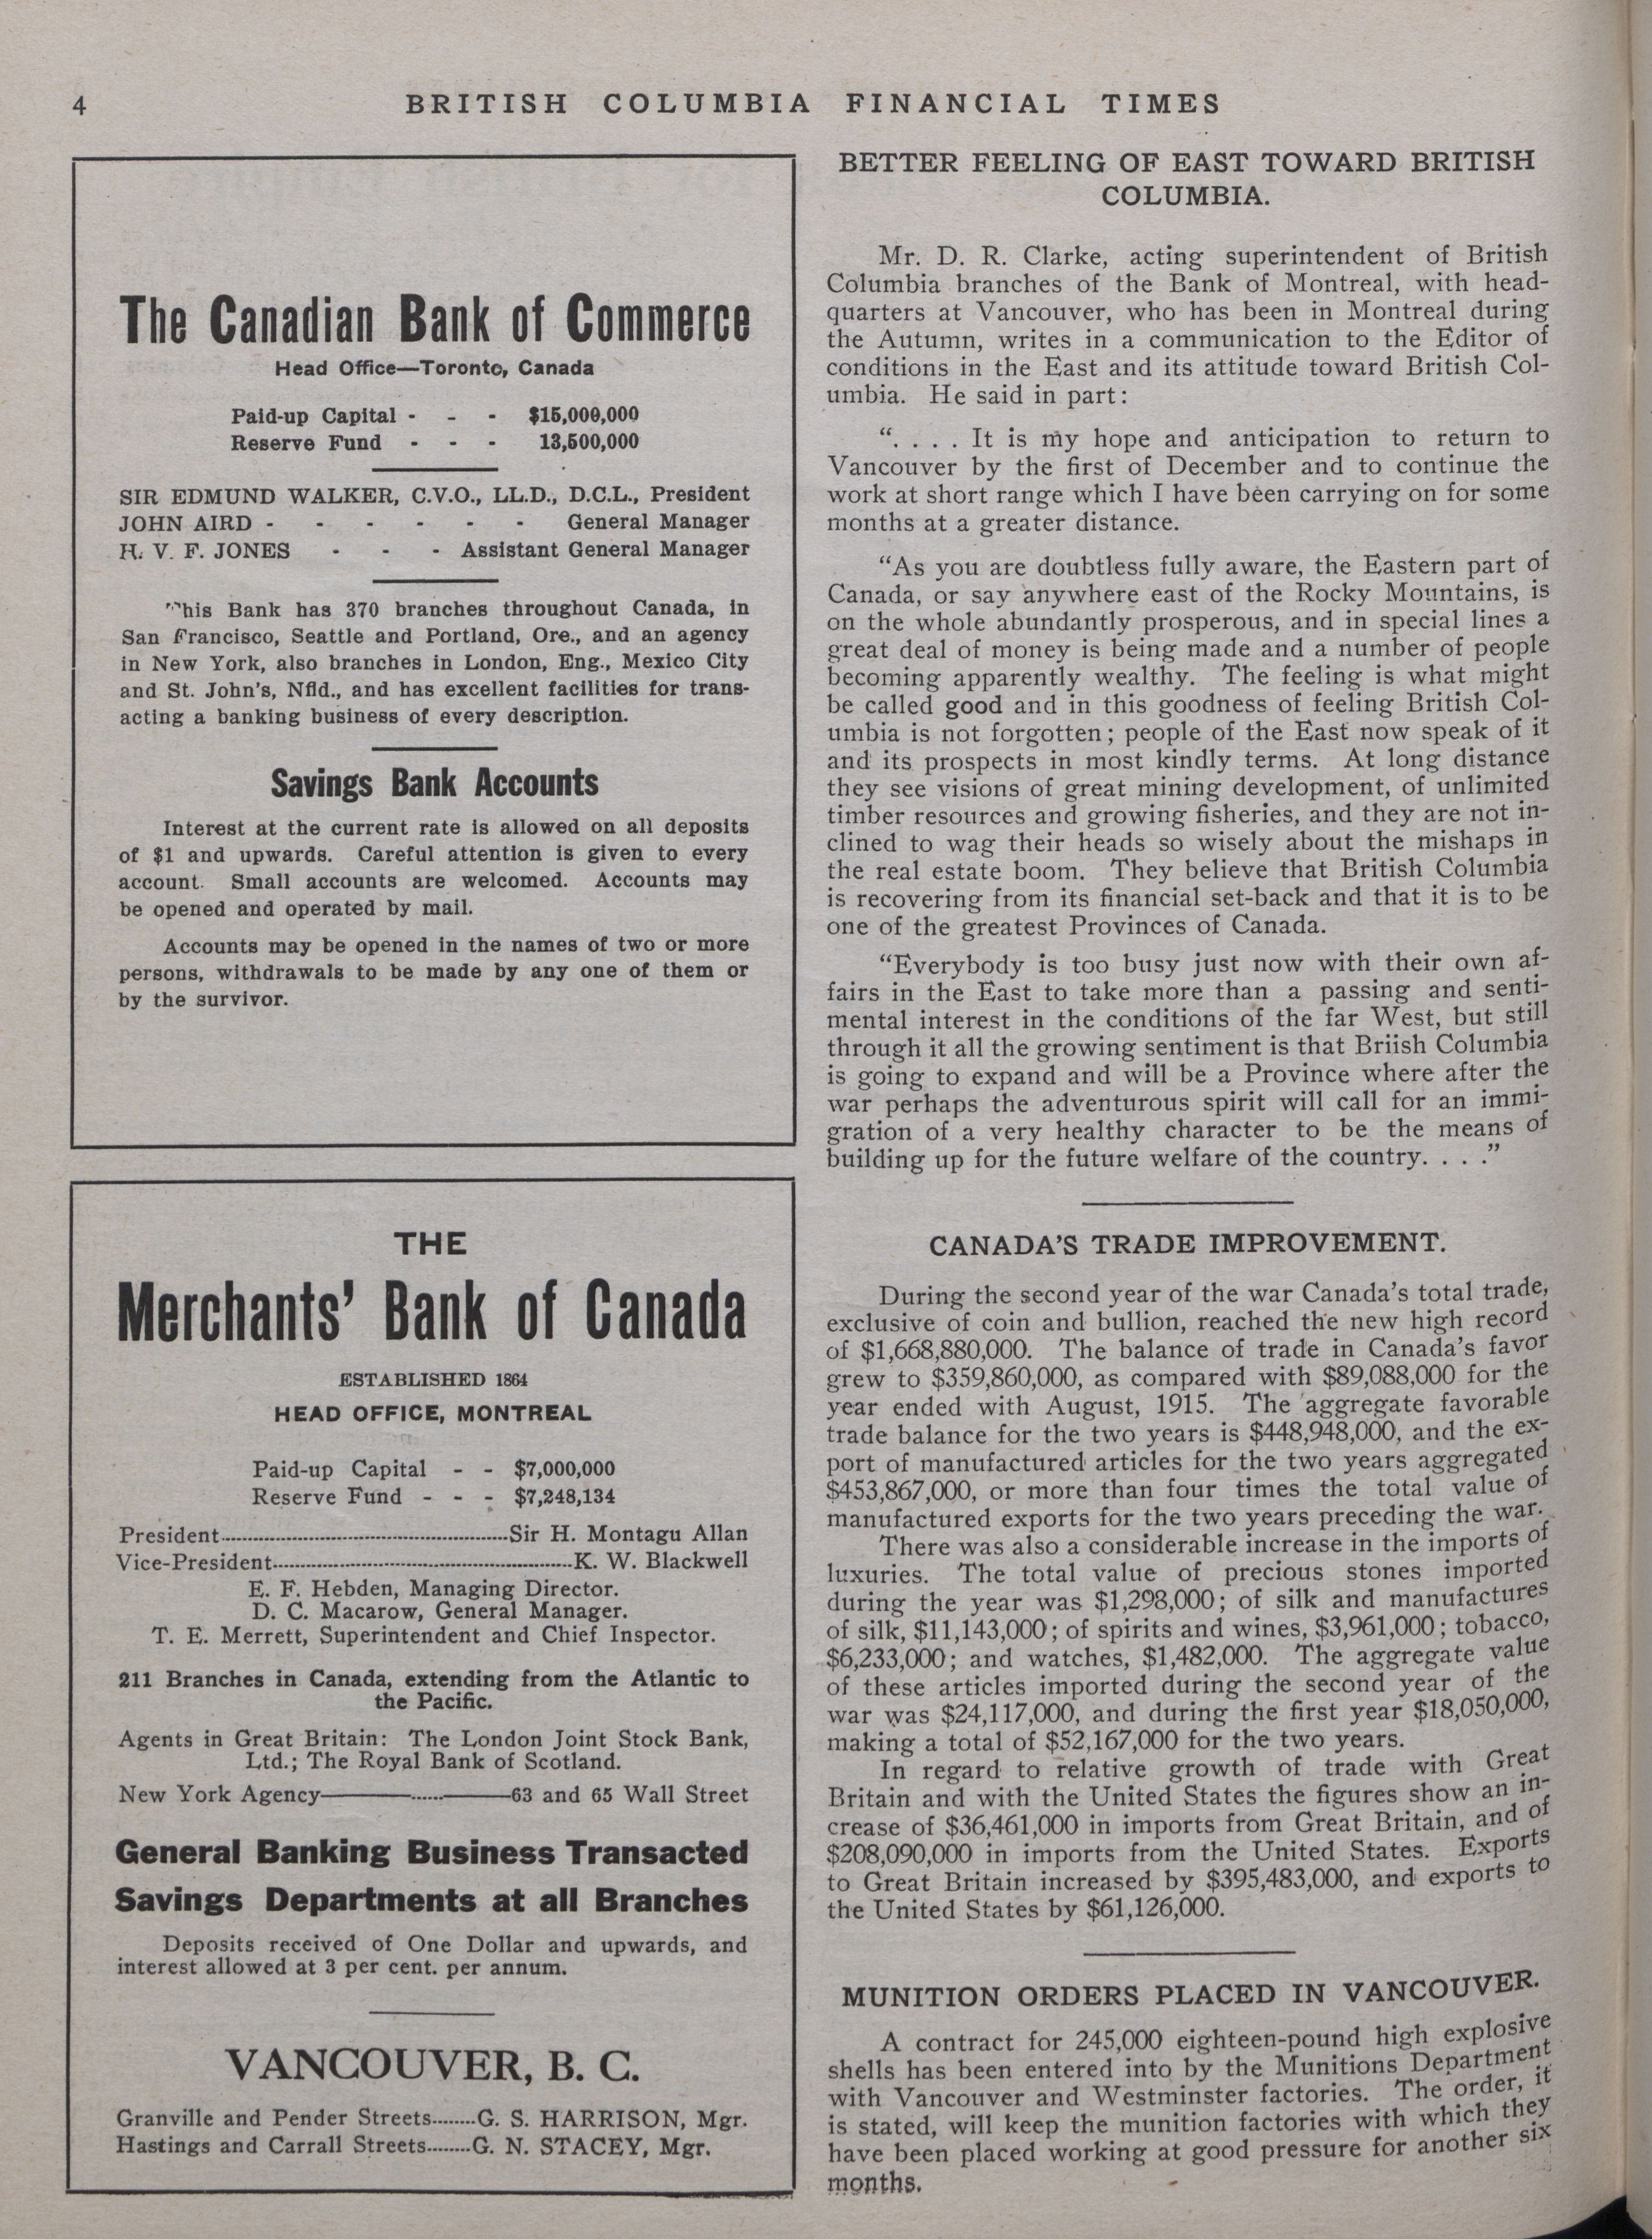 4
BRITISH COLUMBIA FINANCIAL TIMES
The Canadian Bank of Commerce
Head Office—Toronto, Canada
Paid-up Capital - - - $15,000,000
Reserve Fund - - - 13,500,000
SIR EDMUND WALKER, C.V.O., LL.D., D.C.L., President
JOHN AIRD - - - - - - General Manager
H. V. F. JONES - - - Assistant General Manager
This Bank has 370 branches throughout Canada, in
San Francisco, Seattle and Portland, Ore., and an agency
in New York, also branches in London, Eng., Mexico City
and St. John's, Nfld., and has excellent facilities for trans-
acting a banking business of every description.
Savings Bank Accounts
Interest at the current rate is allowed on all deposits
of $1 and upwards. Careful attention is given to every
account. Small accounts are welcomed. Accounts may
be opened and operated by mail.
Accounts may be opened in the names of two or more
persons, withdrawals to be made by any one of them or
by the survivor.
THE
Merchants' Bank of Canada
ESTABLISHED 1864
HEAD OFFICE, MONTREAL
Paid-up Capital - - $7,000,000
Reserve Fund - - - $7,248,134
President........Sir H. Montagu Allan
Vice-President........K. W. Blackwell
E. F. Hebden, Managing Director.
D. C. Macarow, General Manager.
T. E. Merrett, Superintendent and Chief Inspector.
211 Branches in Canada, extending from the Atlantic to
the Pacific.
Agents in Great Britain: The London Joint Stock Bank,
Ltd.; The Royal Bank of Scotland.
New York Agency———......———63 and 65 Wall Street
General Banking Business Transacted
Savings Departments at all Branches
Deposits received of One Dollar and upwards, and
interest allowed at 3 per cent. per annum.
VANCOUVER, B. C.
Granville and Pender Streets........G. S. HARRISON, Mgr.
Hastings and Carrall Streets........G. N. STACEY, Mgr.
BETTER FEELING OF EAST TOWARD BRITISH
COLUMBIA.
Mr. D. R. Clarke, acting superintendent of British
Columbia branches of the Bank of Montreal, with head-
quarters at Vancouver, who has been in Montreal during
the Autumn, writes in a communication to the Editor of
conditions in the East and its attitude toward British Col-
umbia. He said in part:
". . . . It is my hope and anticipation to return to
Vancouver by the first of December and to continue the
work at short range which I have been carrying on for some
months at a greater distance.
"As you are doubtless fully aware, the Eastern part of
Canada, or say anywhere east of the Rocky Mountains, is
on the whole abundantly prosperous, and in special lines a
great deal of money is being made and a number of people
becoming apparently wealthy. The feeling is what might
be called good and in this goodness of feeling British Col-
umbia is not forgotten; people of the East now speak of it
and its prospects in most kindly terms. At long distance
they see visions of great mining development, of unlimited
timber resources and growing fisheries, and they are not in-
clined to wag their heads so wisely about the mishaps in
the real estate boom. They believe that British Columbia
is recovering from its financial set-back and that it is to be
one of the greatest Provinces of Canada.
"Everybody is too busy just now with their own af-
fairs in the East to take more than a passing and senti-
mental interest in the conditions of the far West, but still
through it all the growing sentiment is that Briish Columbia
is going to expand and will be a Province where after the
war perhaps the adventurous spirit will call for an immi-
gration of a very healthy character to be the means of
building up for the future welfare of the country. . . ."
CANADA'S TRADE IMPROVEMENT.
During the second year of the war Canada's total trade,
exclusive of coin and bullion, reached the new high record
of $1,668,880,000. The balance of trade in Canada's favor
grew to $359,860,000, as compared with $89,088,000 for the
year ended with August, 1915. The aggregate favorable
trade balance for the two years is $448,948,000, and the ex-
port of manufactured articles for the two years aggregated
$453,867,000, or more than four times the total value of
manufactured exports for the two years preceding the war.
There was also a considerable increase in the imports of
luxuries. The total value of precious stones imported
during the year was $1,298,000; of silk and manufactures
of silk, $11,143,000; of spirits and wines, $3,961,000; tobacco,
$6,233,000; and watches, $1,482,000. The aggregate value
of these articles imported during the second year of the
war was $24,117,000, and during the first year $18,050,000,
making a total of $52,167,000 for the two years.
In regard to relative growth of trade with Great
Britain and with the United States the figures show an in-
crease of $36,461,000 in imports from Great Britain, and of
$208,090,000 in imports from the United States. Exports
to Great Britain increased by $395,483,000, and exports to
the United States by $61,126,000.
MUNITION ORDERS PLACED IN VANCOUVER.
A contract for 245,000 eighteen-pound high explosive
shells has been entered into by the Munitions Department
with Vancouver and Westminster factories. The order, it
is stated, will keep the munition factories with which they
have been placed working at good pressure for another six
months.